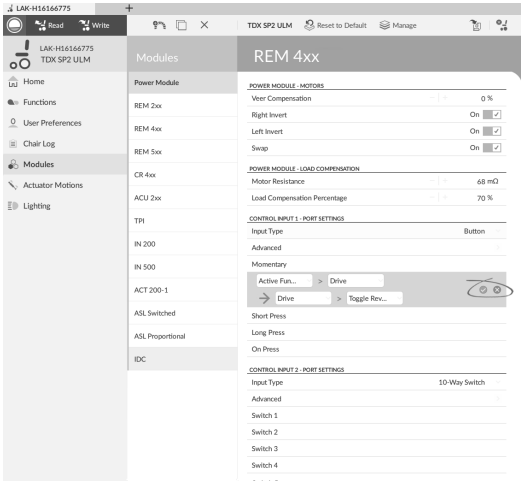 LAK-H16166775 +
Read Write TDX SP2 ULM Reset to Default Manage
LAK-H16166775
TDX SP2 ULM
Modules
REM 4xx
Home
Functions
User Preferences
Chair Log
Modules
Actuator Motions
Lighting
Power Module
REM 2xx
REM 4xx
REM 5xx
CR 4xx
ACU 2xx
TPI
IN 200
IN 500
ACT 200-1
ASL Switched
ASL Proportional
IDC
POWER MODULE - MOTORS
Veer Compensation 0 %
Right Invert On
Left Invert On
Swap On
POWER MODULE - LOAD COMPENSATION
Motor Resistance 68 mΩ
Load Compensation Percentage 70 %
CONTROL INPUT 1 - PORT SETTINGS
Input Type Button
Advanced
Momentary
Active Fun... > Drive
Drive > Toggle Rev...
Short Press
Long Press
On Press
CONTROL INPUT 2 - PORT SETTINGS
Input Type 10-Way Switch
Advanced
Switch 1
Switch 2
Switch 3
Switch 4